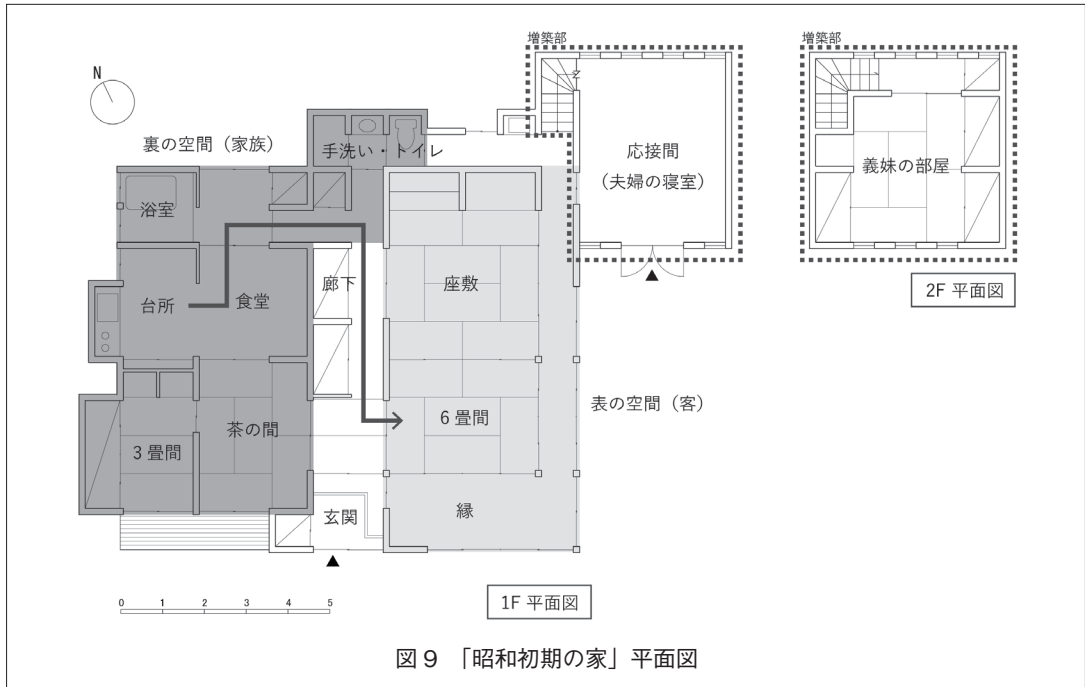 増築部
増築部
N
裏の空間（家族）
手洗い・トイレ
応接間
（夫婦の寝室）
義妹の部屋
浴室
台所
食堂
廊下
座敷
2F 平面図
茶の間
3 畳間
6 畳間
表の空間（客）
玄関
縁
0 1 2 3 4 5
1F 平面図
図９ 「昭和初期の家」平面図